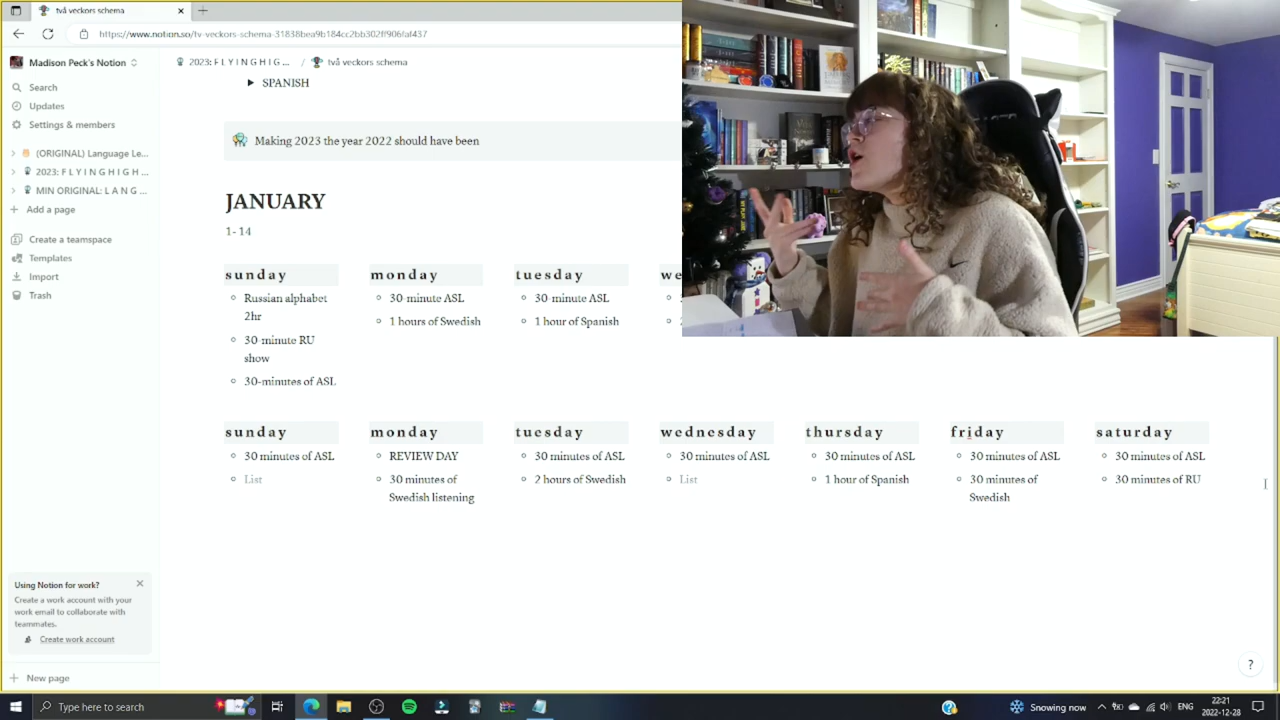 två veckors schema
https://www.notion.so/tv-veckors-schema-31838bea9b184cc2bb302ff906faf437
Madison Peck's Notion
2023: F L Y I N G H I G ... / två veckors schema
SPANISH
Search
Updates
Settings & members
(ORIGINAL) Language Le...
2023: F L Y I N G H I G H ...
MIN ORIGINAL: L A N G ...
Add a page
Create a teamspace
Templates
Import
Trash
Making 2023 the year 2022 should have been
JANUARY
1- 14
sunday monday tuesday we
Russian alphabet
2hr
30-minute RU
show
30-minutes of ASL
30-minute ASL
1 hours of Swedish
30-minute ASL
1 hour of Spanish
sunday monday tuesday wednesday thursday friday saturday
30 minutes of ASL
List
REVIEW DAY
30 minutes of
Swedish listening
30 minutes of ASL
2 hours of Swedish
30 minutes of ASL
List
30 minutes of ASL
1 hour of Spanish
30 minutes of ASL
30 minutes of
Swedish
30 minutes of ASL
30 minutes of RU
Using Notion for work?
Create a work account with your
work email to collaborate with
teammates.
Create work account
New page
?
Type here to search
Snowing now
ENG
22:21
2022-12-28